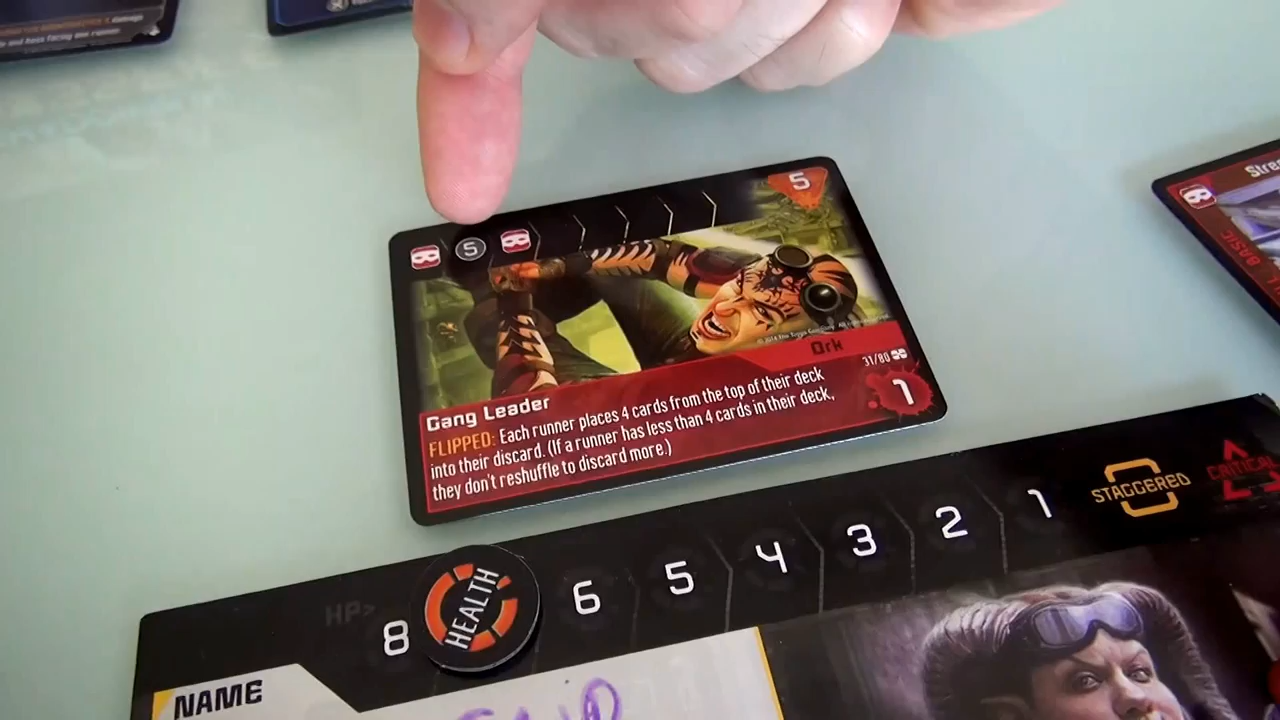 5
5
Ork
31/80
Gang Leader
1
FLIPPED: Each runner places 4 cards from the top of their deck
into their discard. (If a runner has less than 4 cards in their deck,
they don't reshuffle to discard more.)
BASIC
HP>
8
HEALTH
6
5
4
3
2
1
STAGGERED
CRITICAL
NAME